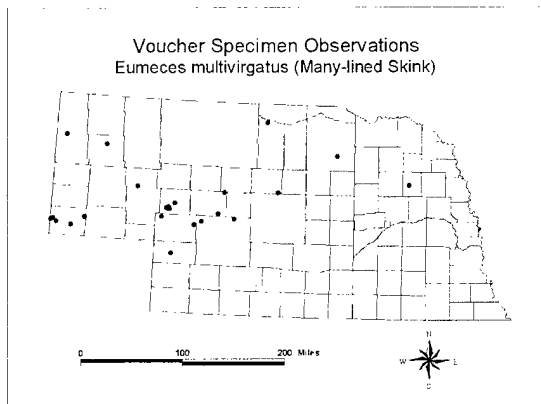 Voucher Specimen Observations
Eumeces multivirgatus (Many-lined Skink)
0 100 200 Miles
N
W E